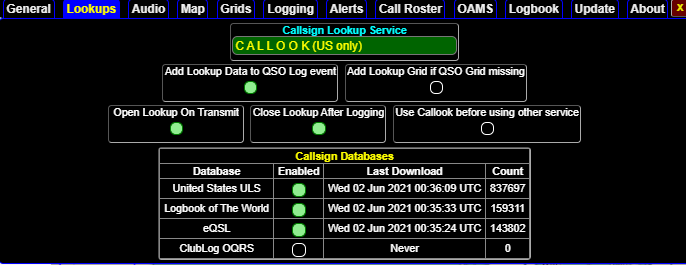 General Lookups Audio Map Grids Logging Alerts Call Roster OAMS Logbook Update About x
Callsign Lookup Service
C A L L O O K (US only)
Add Lookup Data to QSO Log event Add Lookup Grid if QSO Grid missing
Open Lookup On Transmit Close Lookup After Logging Use Callook before using other service
Callsign Databases
Database Enabled Last Download Count
United States ULS Wed 02 Jun 2021 00:36:09 UTC 837697
Logbook of The World Wed 02 Jun 2021 00:35:33 UTC 159311
eQSL Wed 02 Jun 2021 00:35:24 UTC 143802
ClubLog OQRS Never 0